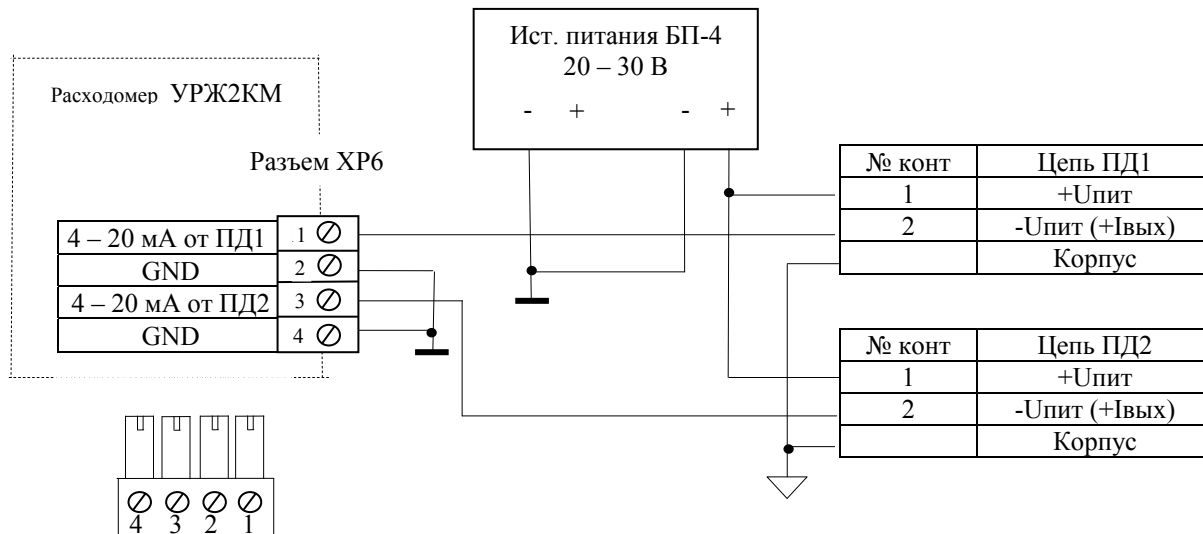 Ист. питания БП-4
20 – 30 В
- + - +
Расходомер УРЖ2КМ
Разъем ХР6
4 – 20 мА от ПД1 1
GND 2
4 – 20 мА от ПД2 3
GND 4
№ конт Цепь ПД1
1 +Uпит
2 -Uпит (+Iвых)
Корпус
№ конт Цепь ПД2
1 +Uпит
2 -Uпит (+Iвых)
Корпус
4 3 2 1